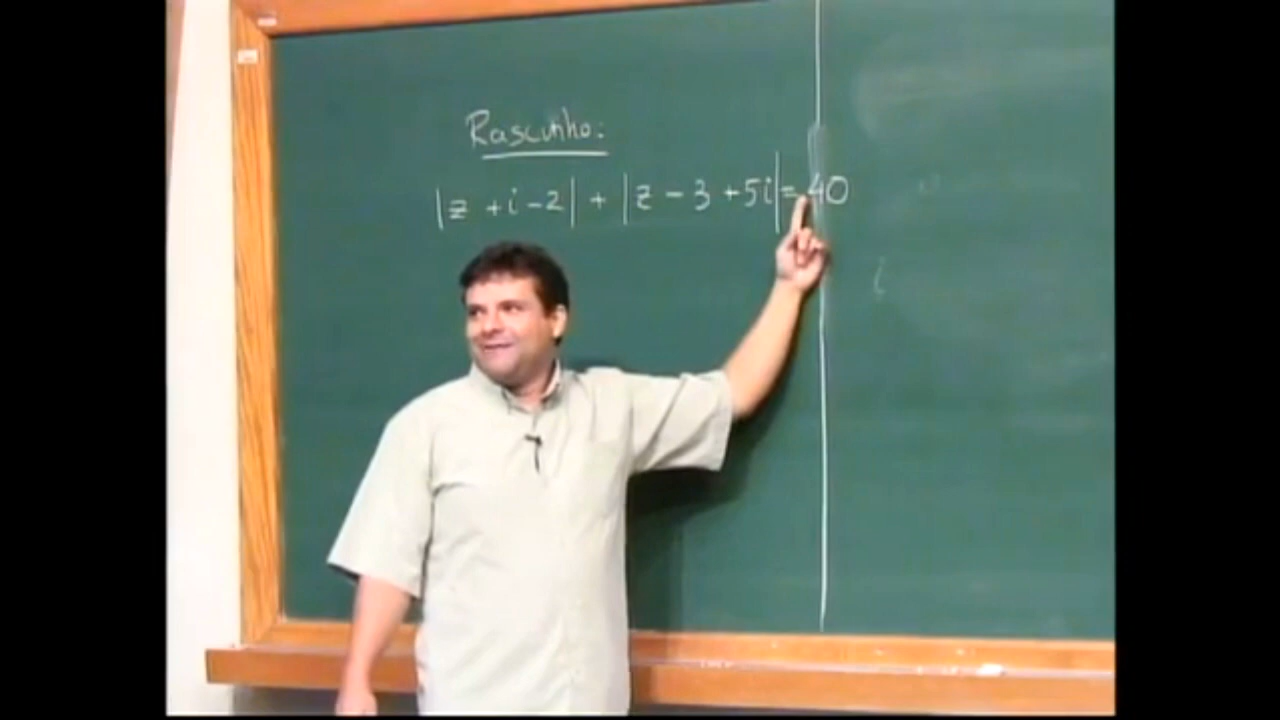 Rascunho:
|z + i - 2| + |z - 3 + 5i| = 40
i